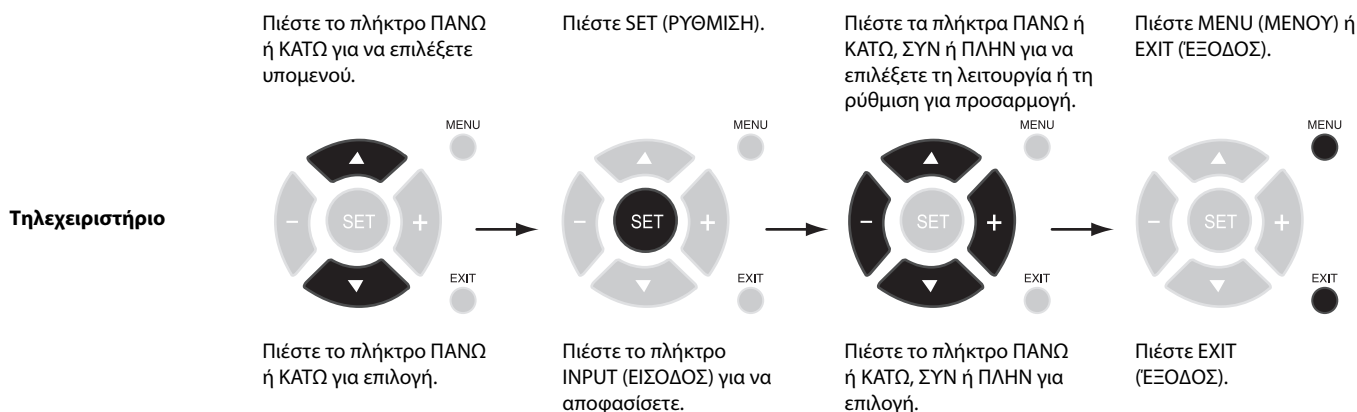 Πιέστε το πλήκτρο ΠΑΝΩ
ή ΚΑΤΩ για να επιλέξετε
υπομενού.
Πιέστε SET (ΡΥΘΜΙΣΗ).
Πιέστε τα πλήκτρα ΠΑΝΩ ή
ΚΑΤΩ, ΣΥΝ ή ΠΛΗΝ για να
επιλέξετε τη λειτουργία ή τη
ρύθμιση για προσαρμογή.
Πιέστε MENU (ΜΕΝΟΥ) ή
EXIT (ΈΞΟΔΟΣ).
Τηλεχειριστήριο
MENU
− SET +
EXIT
MENU
− SET +
EXIT
MENU
− SET +
EXIT
MENU
− SET +
EXIT
Πιέστε το πλήκτρο ΠΑΝΩ
ή ΚΑΤΩ για επιλογή.
Πιέστε το πλήκτρο
INPUT (ΕΙΣΟΔΟΣ) για να
αποφασίσετε.
Πιέστε το πλήκτρο ΠΑΝΩ
ή ΚΑΤΩ, ΣΥΝ ή ΠΛΗΝ για
επιλογή.
Πιέστε EXIT
(ΈΞΟΔΟΣ).